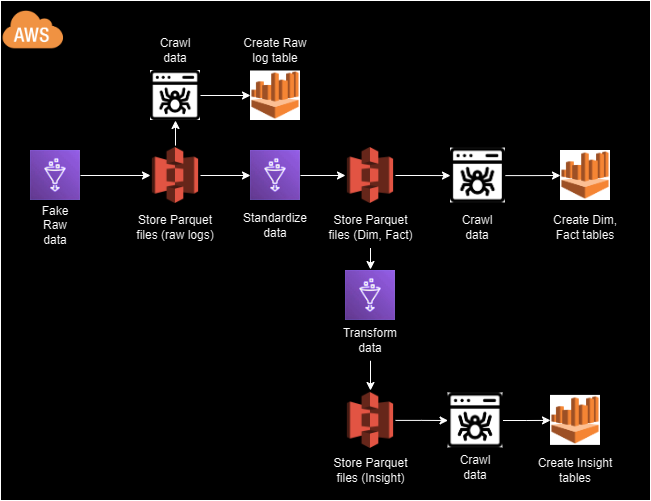 AWS
Crawl
data
Create Raw
log table
Fake
Raw
data
Store Parquet
files (raw logs)
Standardize
data
Store Parquet
files (Dim, Fact)
Crawl
data
Create Dim,
Fact tables
Transform
data
Store Parquet
files (Insight)
Crawl
data
Create Insight
tables